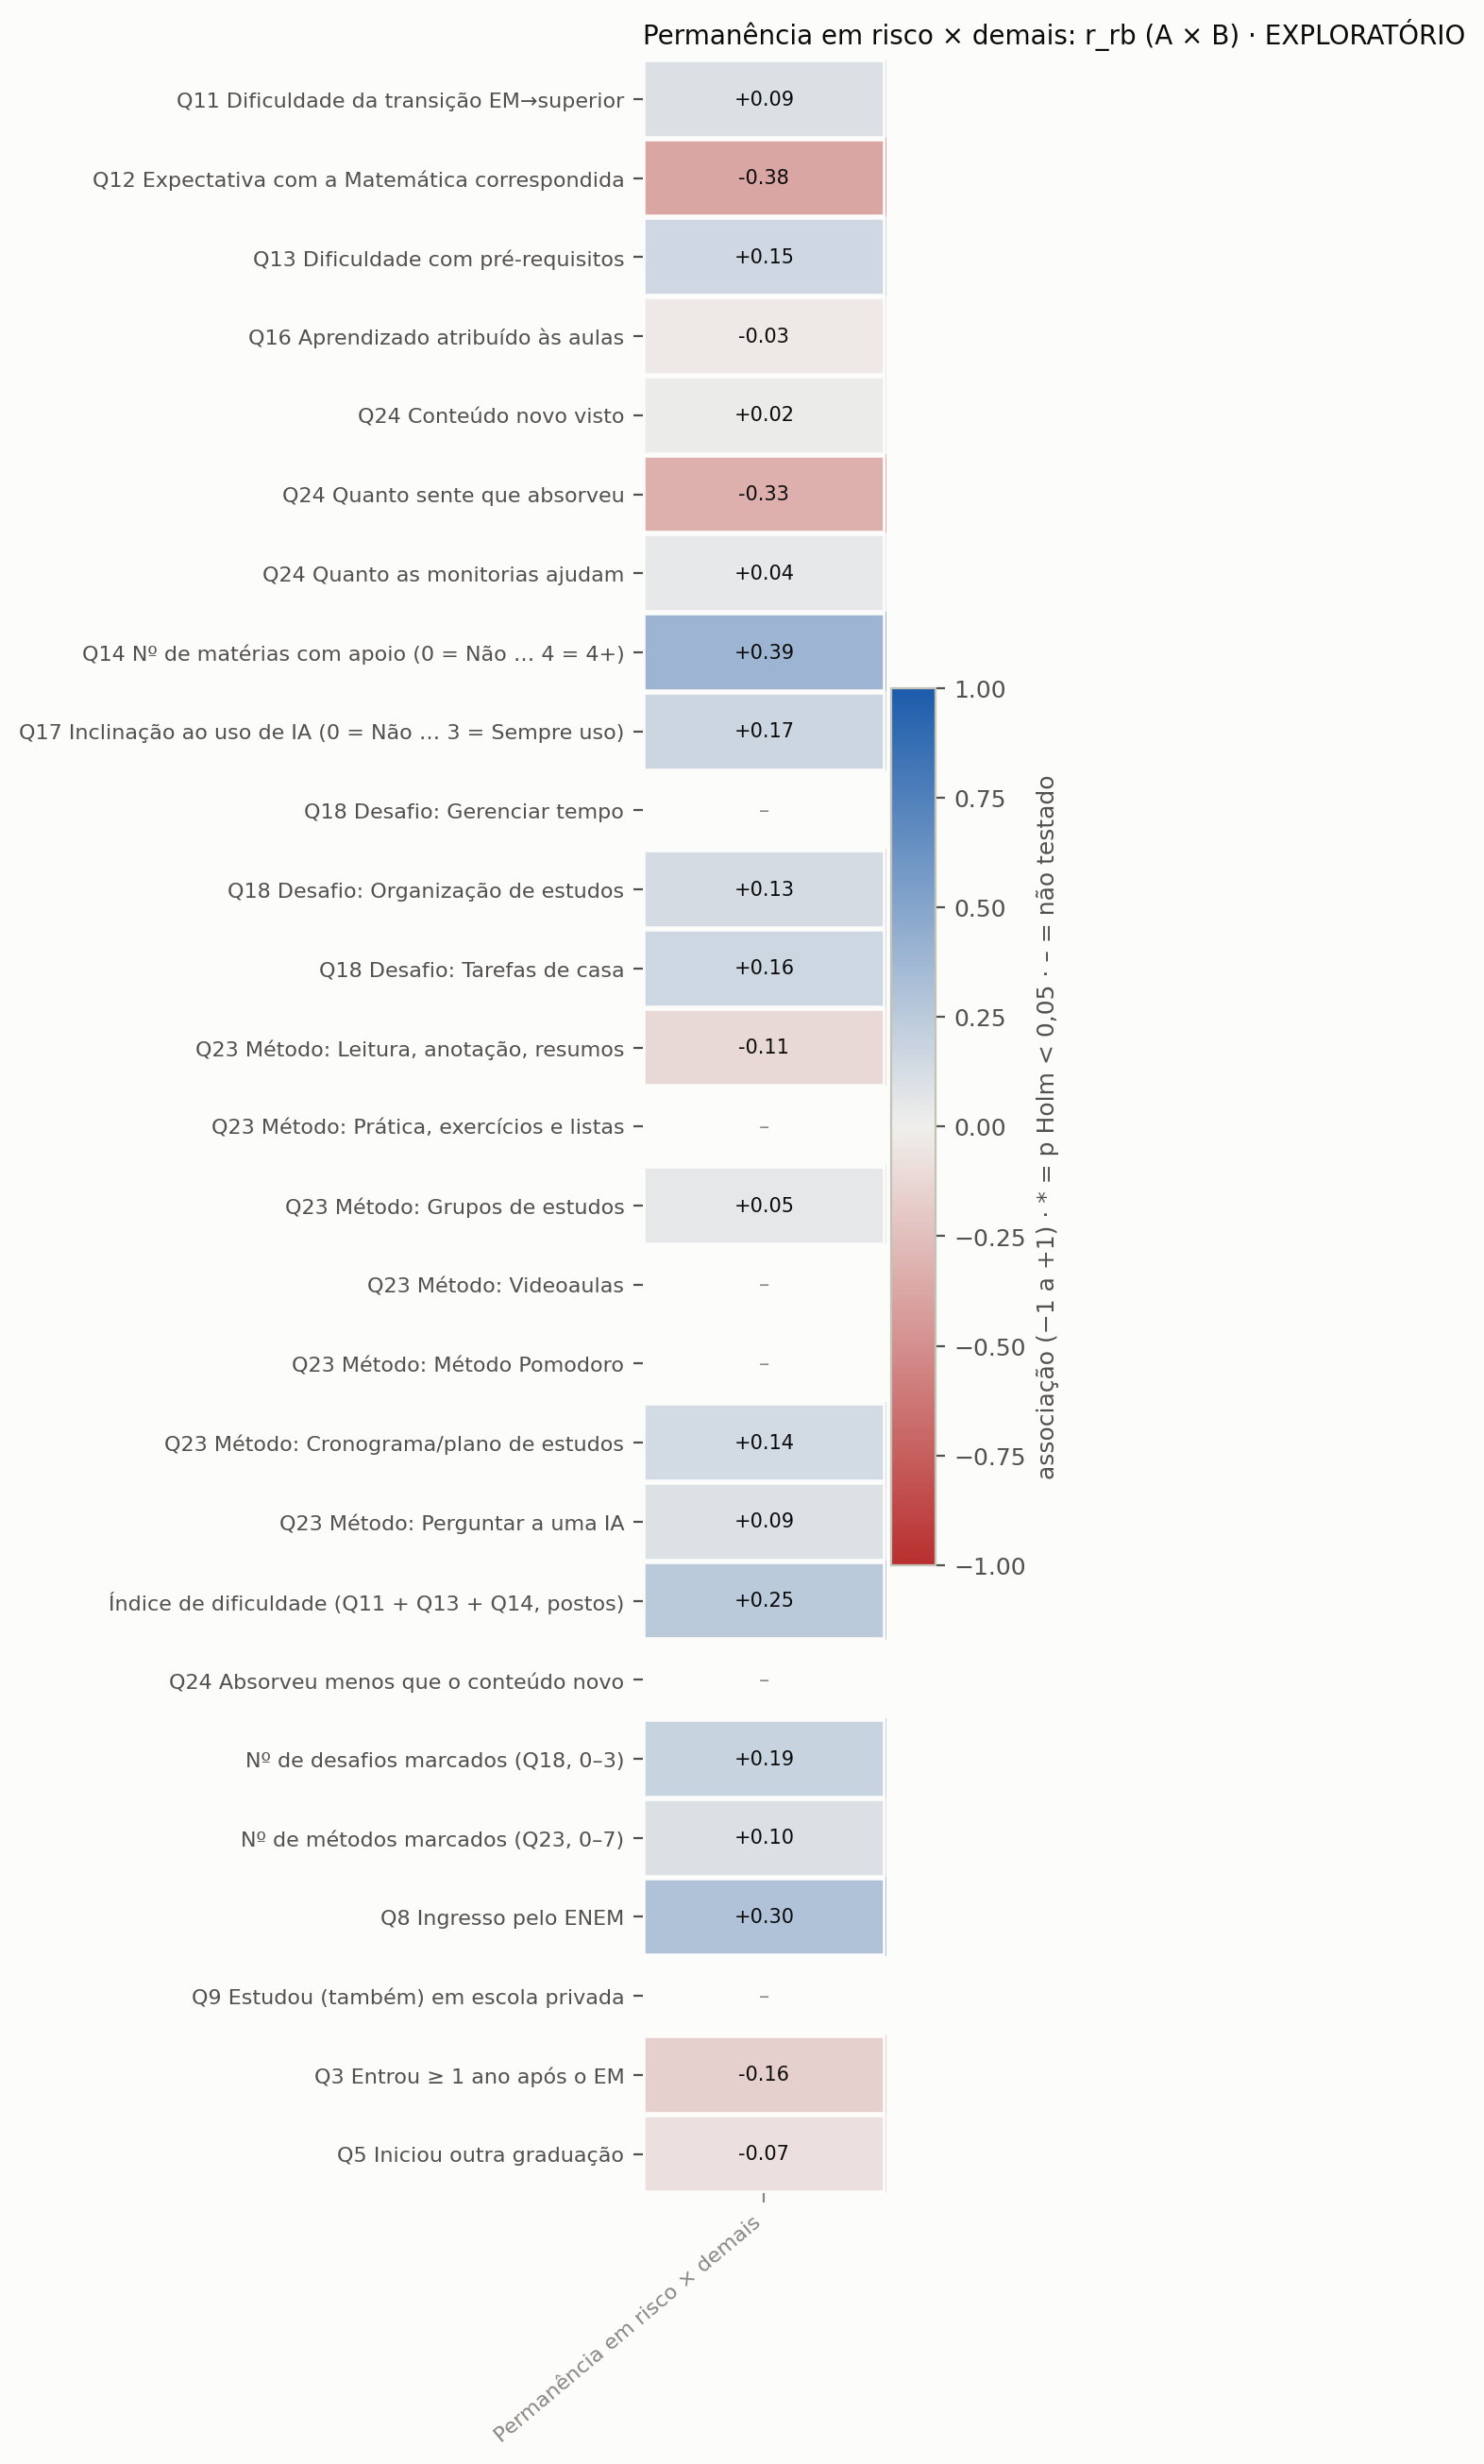 Permanência em risco × demais: r_rb (A × B) · EXPLORATÓRIO
Q11 Dificuldade da transição EM→superior +0.09
Q12 Expectativa com a Matemática correspondida -0.38
Q13 Dificuldade com pré-requisitos +0.15
Q16 Aprendizado atribuído às aulas -0.03
Q24 Conteúdo novo visto +0.02
Q24 Quanto sente que absorveu -0.33
Q24 Quanto as monitorias ajudam +0.04
Q14 Nº de matérias com apoio (0 = Não … 4 = 4+) +0.39
Q17 Inclinação ao uso de IA (0 = Não … 3 = Sempre uso) +0.17
Q18 Desafio: Gerenciar tempo –
Q18 Desafio: Organização de estudos +0.13
Q18 Desafio: Tarefas de casa +0.16
Q23 Método: Leitura, anotação, resumos -0.11
Q23 Método: Prática, exercícios e listas –
Q23 Método: Grupos de estudos +0.05
Q23 Método: Videoaulas –
Q23 Método: Método Pomodoro –
Q23 Método: Cronograma/plano de estudos +0.14
Q23 Método: Perguntar a uma IA +0.09
Índice de dificuldade (Q11 + Q13 + Q14, postos) +0.25
Q24 Absorveu menos que o conteúdo novo –
Nº de desafios marcados (Q18, 0–3) +0.19
Nº de métodos marcados (Q23, 0–7) +0.10
Q8 Ingresso pelo ENEM +0.30
Q9 Estudou (também) em escola privada –
Q3 Entrou ≥ 1 ano após o EM -0.16
Q5 Iniciou outra graduação -0.07
Permanência em risco × demais
1.00
0.75
0.50
0.25
0.00
−0.25
−0.50
−0.75
−1.00
associação (−1 a +1) · * = p Holm < 0,05 · – = não testado